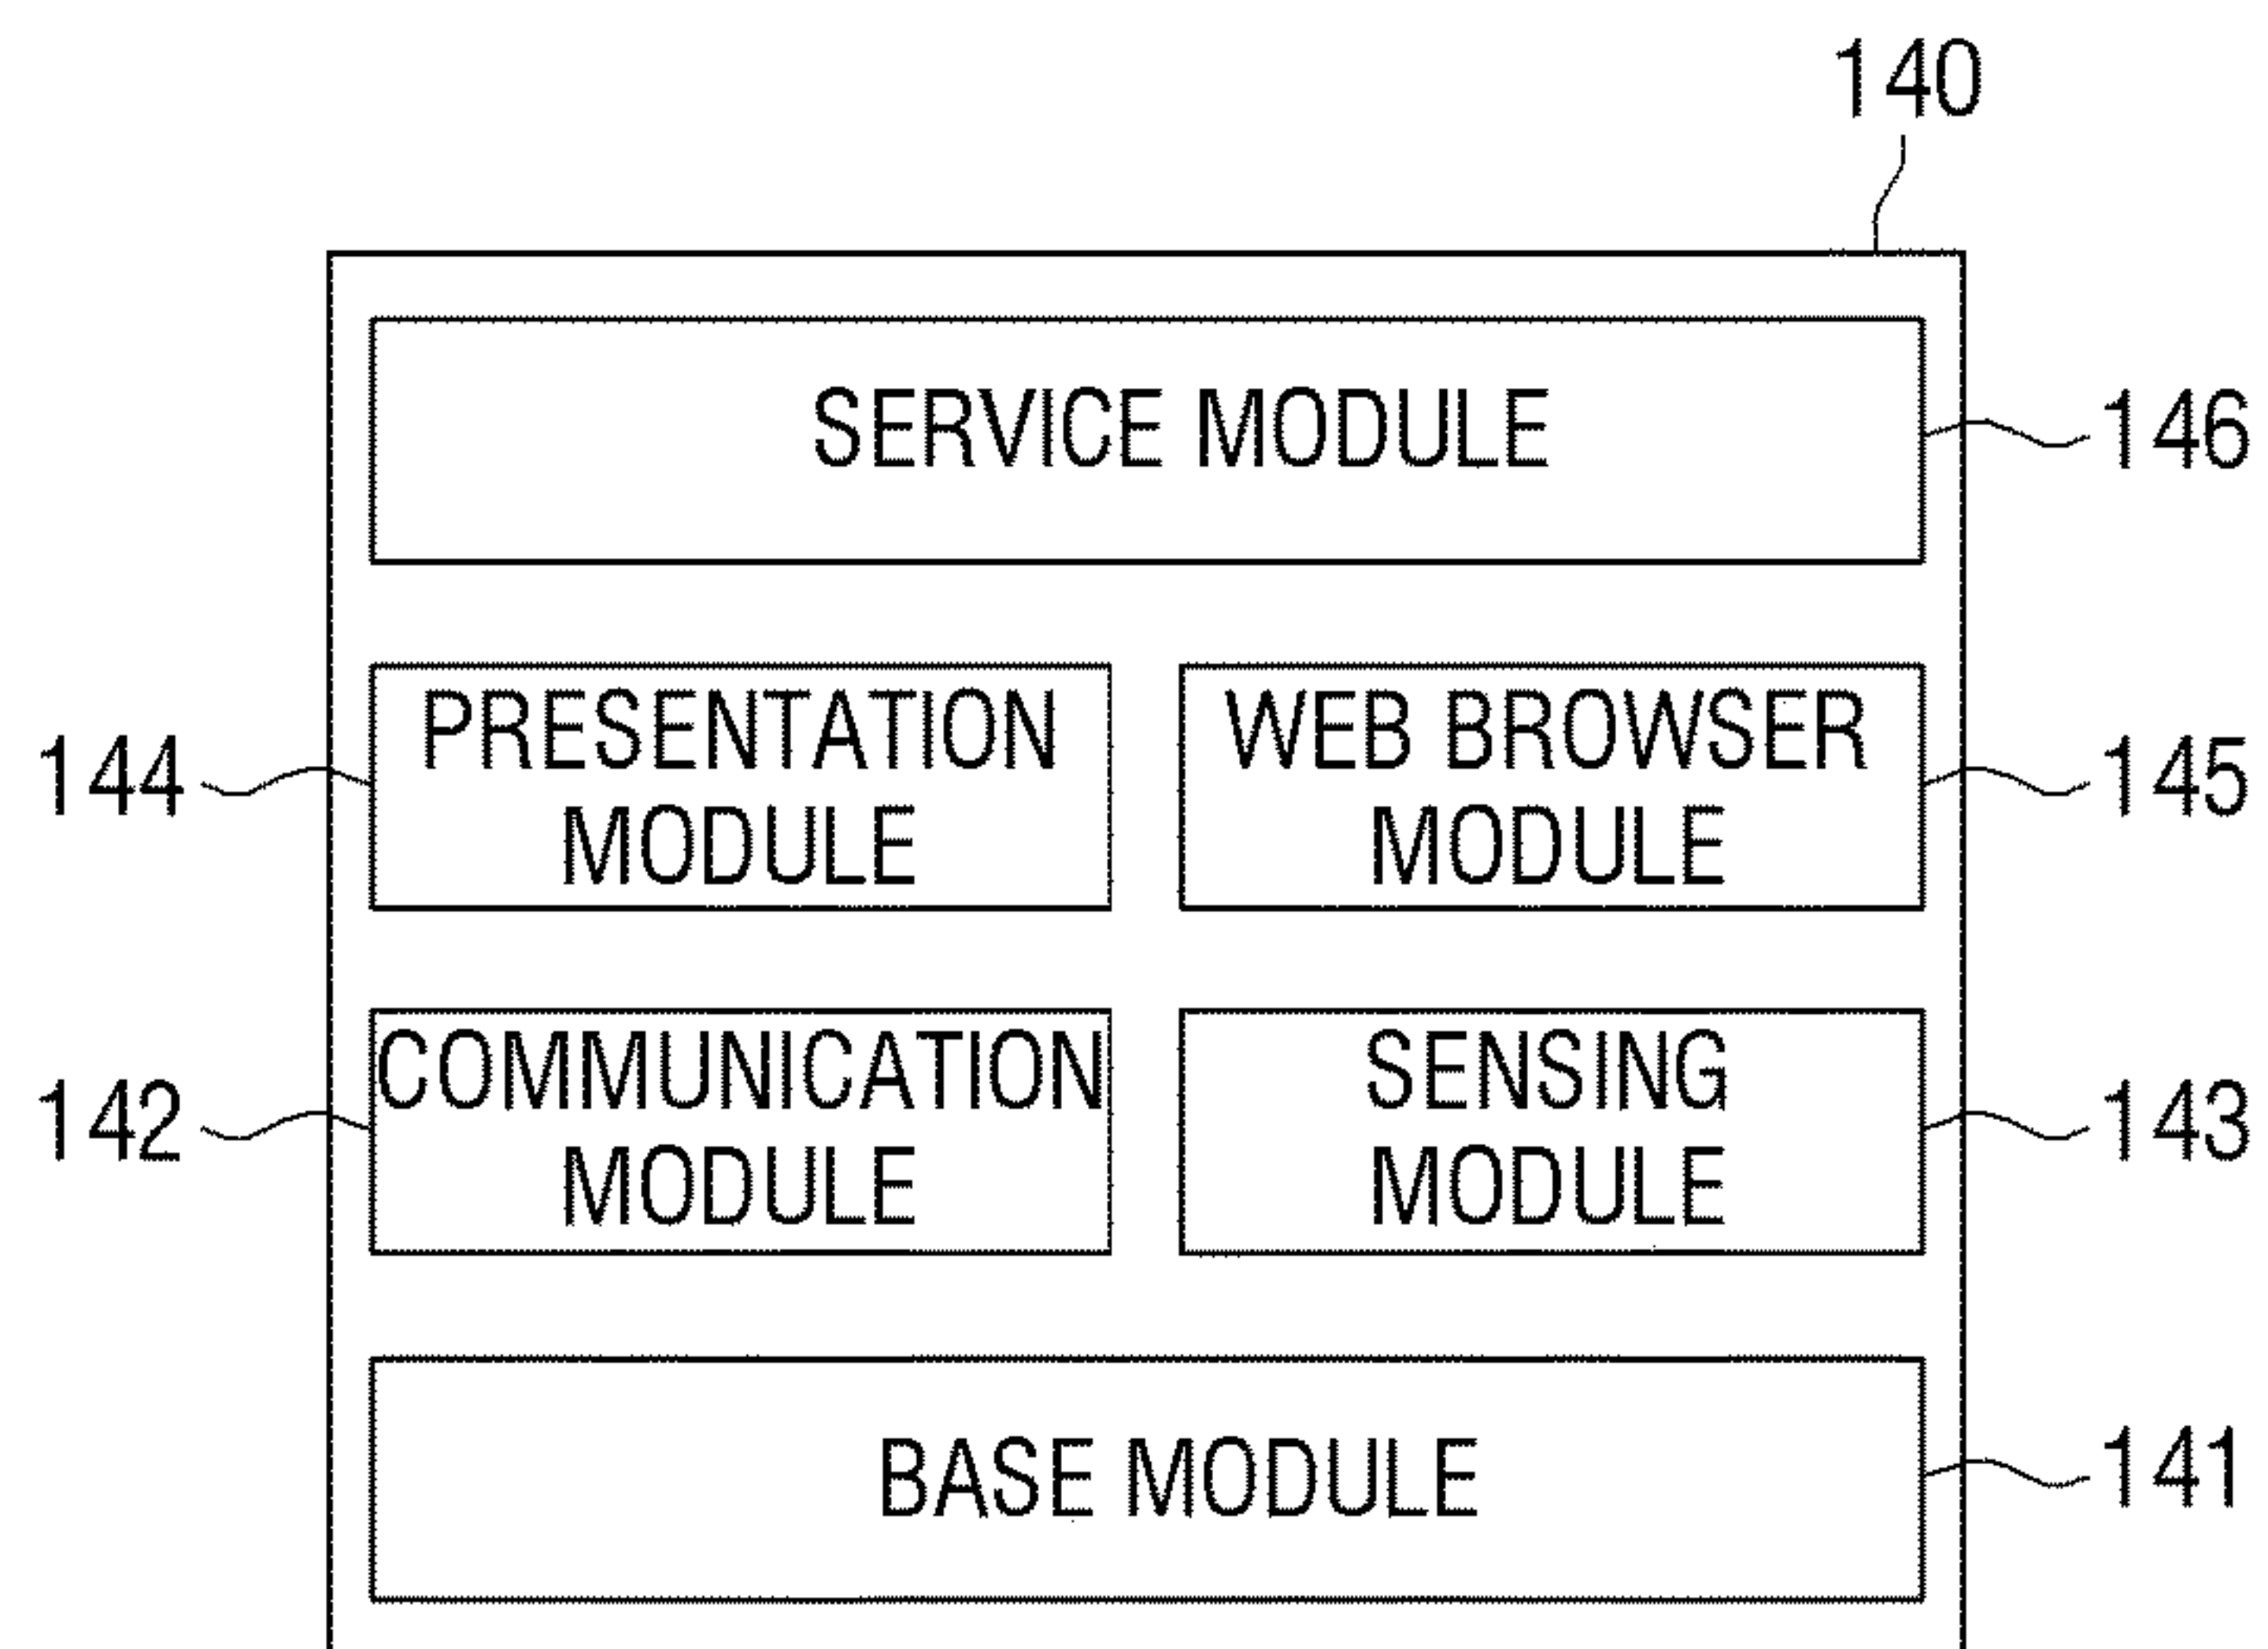 140
SERVICE MODULE
146
144
PRESENTATION
MODULE
WEB BROWSER
MODULE
145
142
COMMUNICATION
MODULE
SENSING
MODULE
143
BASE MODULE
141